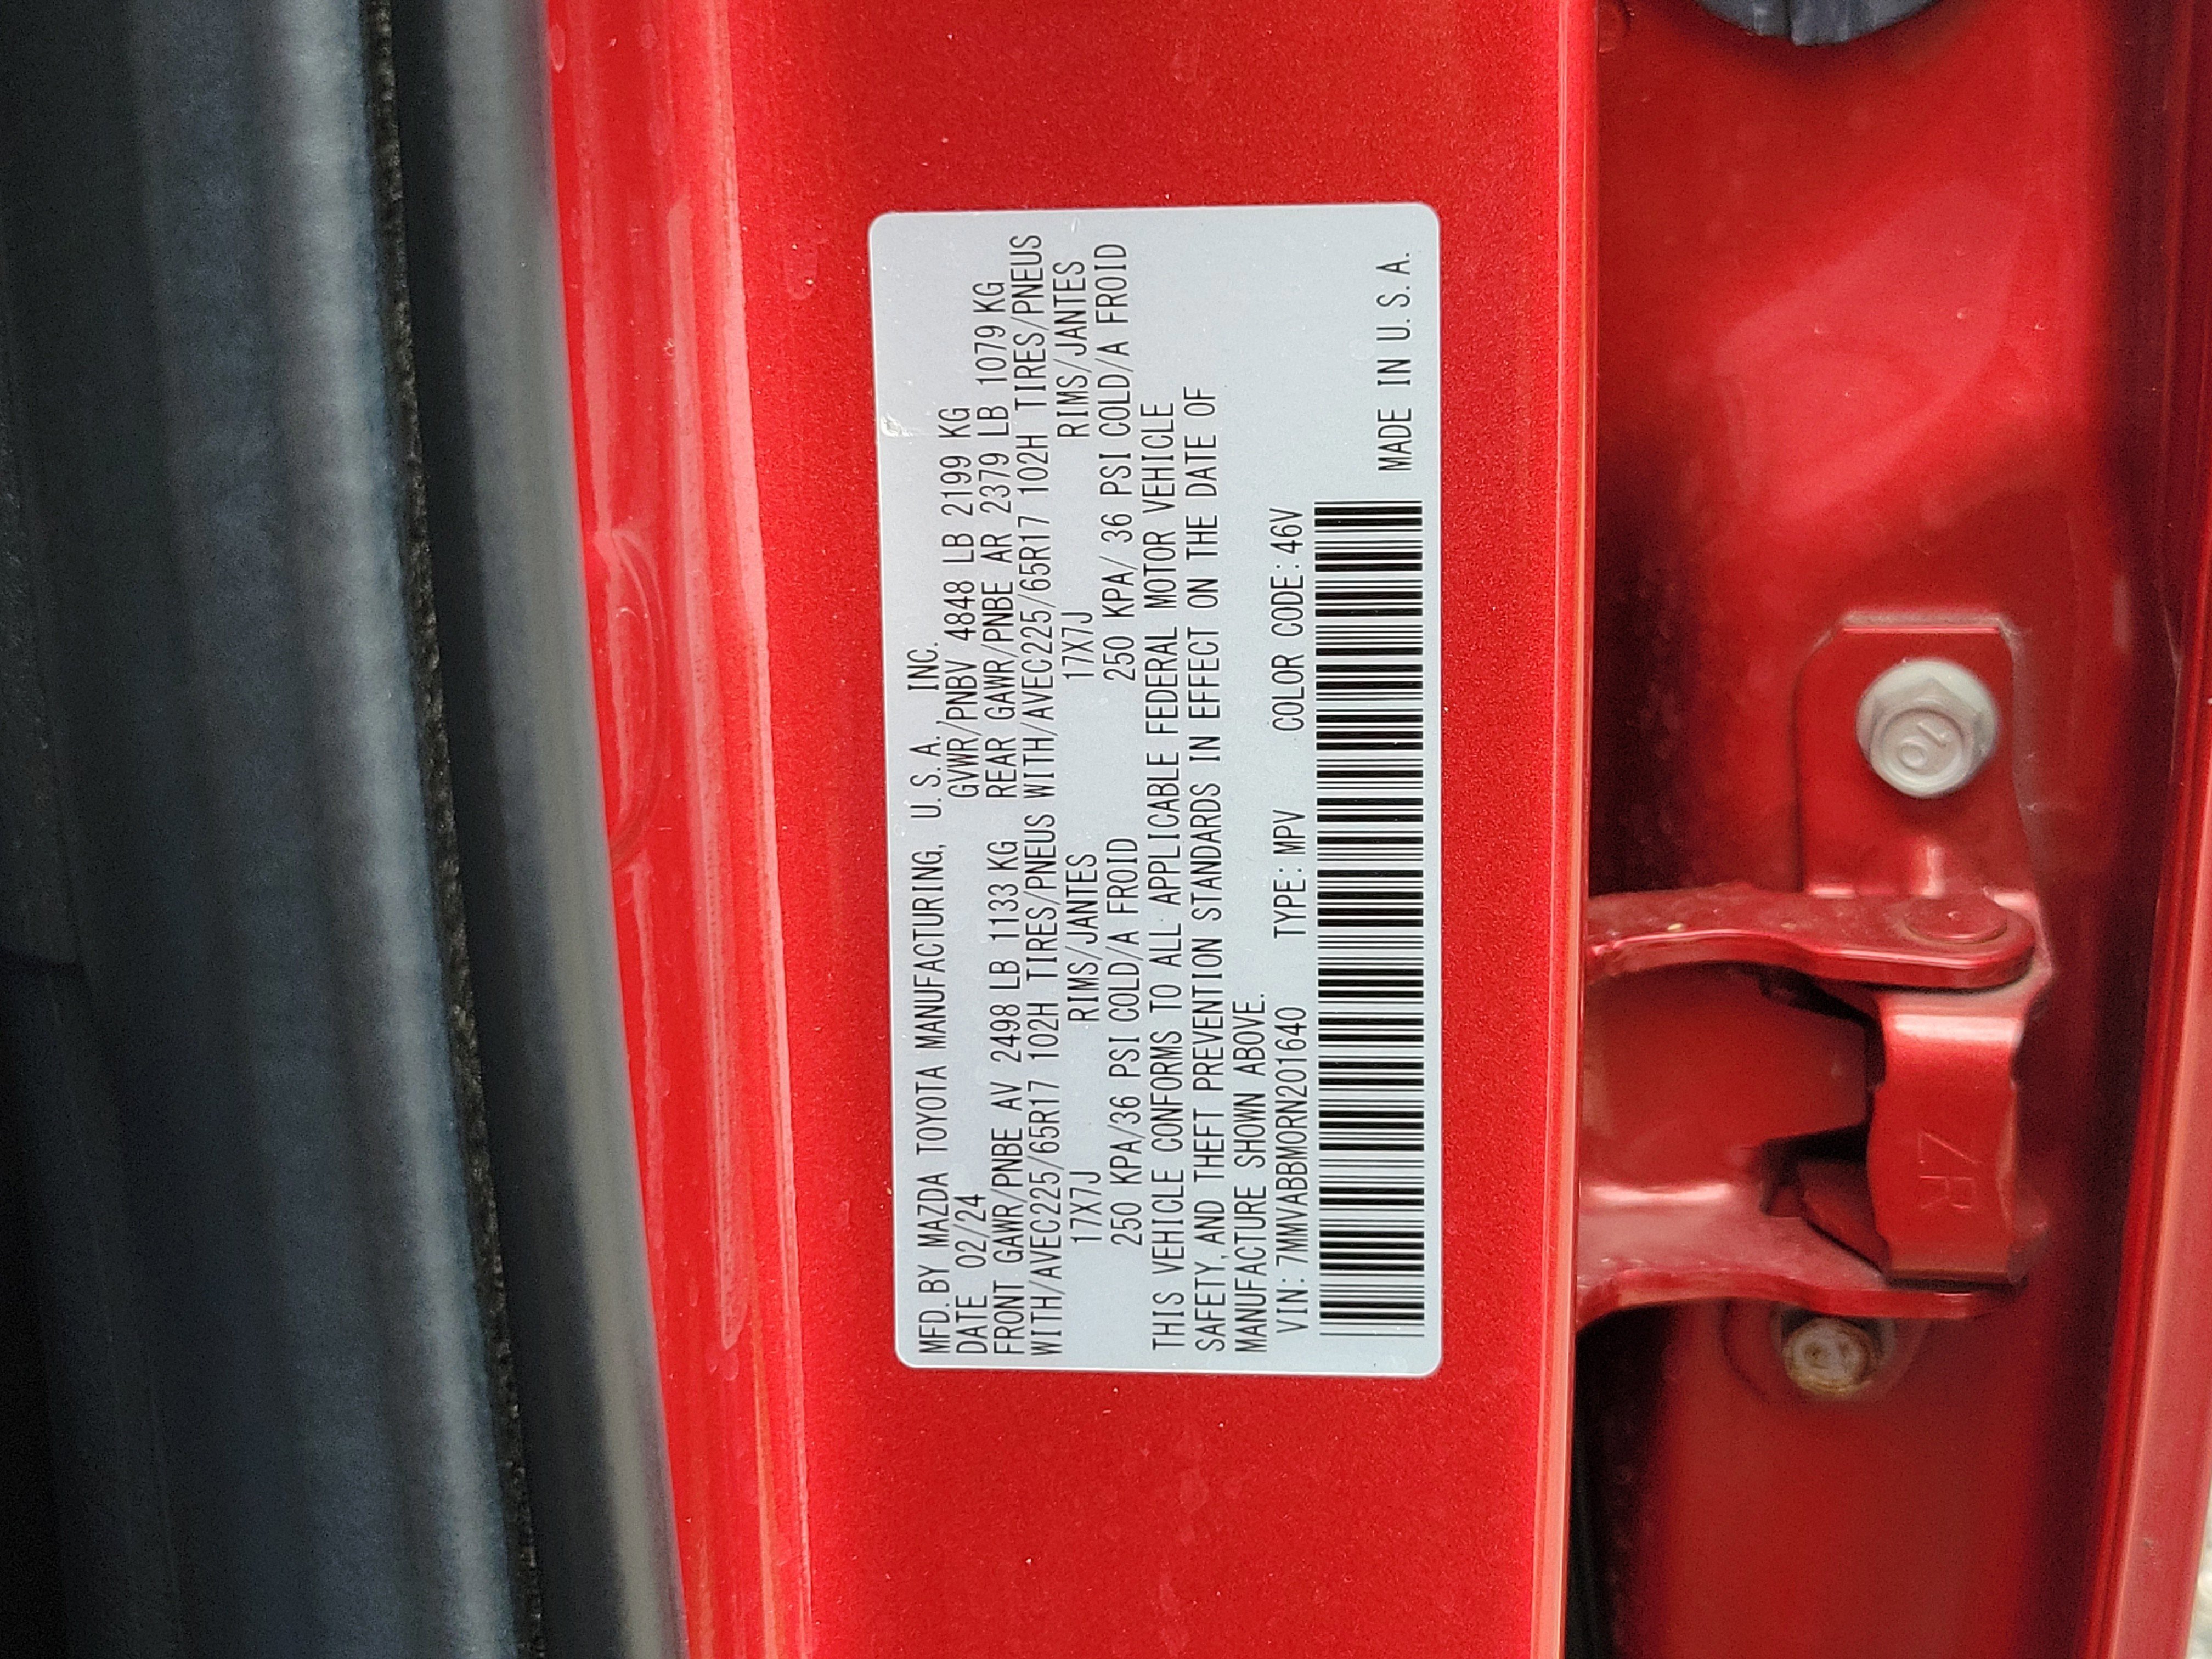 MFD. BY MAZDA TOYOTA MANUFACTURING, U.S.A., INC.
DATE 02/24 GVWR/PNBV 4848 LB 2199 KG
FRONT GAWR/PNBE AV 2498 LB 1133 KG REAR GAWR/PNBE AR 2379 LB 1079 KG
WITH/AVEC225/65R17 102H TIRES/PNEUS WITH/AVEC225/65R17 102H TIRES/PNEUS
17X7J RIMS/JANTES 17X7J RIMS/JANTES
250 KPA/36 PSI COLD/A FROID 250 KPA/ 36 PSI COLD/A FROID
THIS VEHICLE CONFORMS TO ALL APPLICABLE FEDERAL MOTOR VEHICLE
SAFETY, AND THEFT PREVENTION STANDARDS IN EFFECT ON THE DATE OF
MANUFACTURE SHOWN ABOVE.
VIN: 7MMVABBM0RN201640 TYPE: MPV COLOR CODE: 46V
MADE IN U.S.A.
ZR